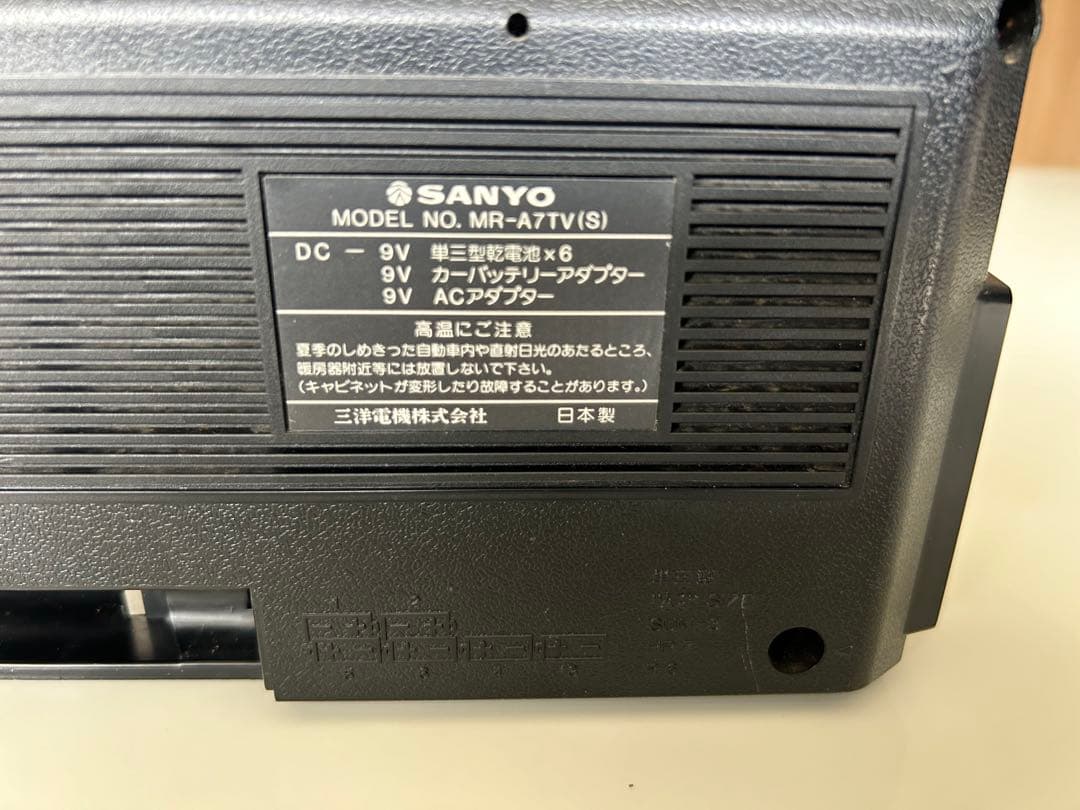 SANYO
MODEL NO. MR-A7TV(S)
DC — 9V 単三型乾電池×6
9V カーバッテリーアダプター
9V ACアダプター
高温にご注意
夏季のしめきった自動車内や直射日光のあたるところ、
暖房器附近等には放置しないで下さい。
(キャビネットが変形したり故障することがあります。)
三洋電機株式会社 日本製
1 2